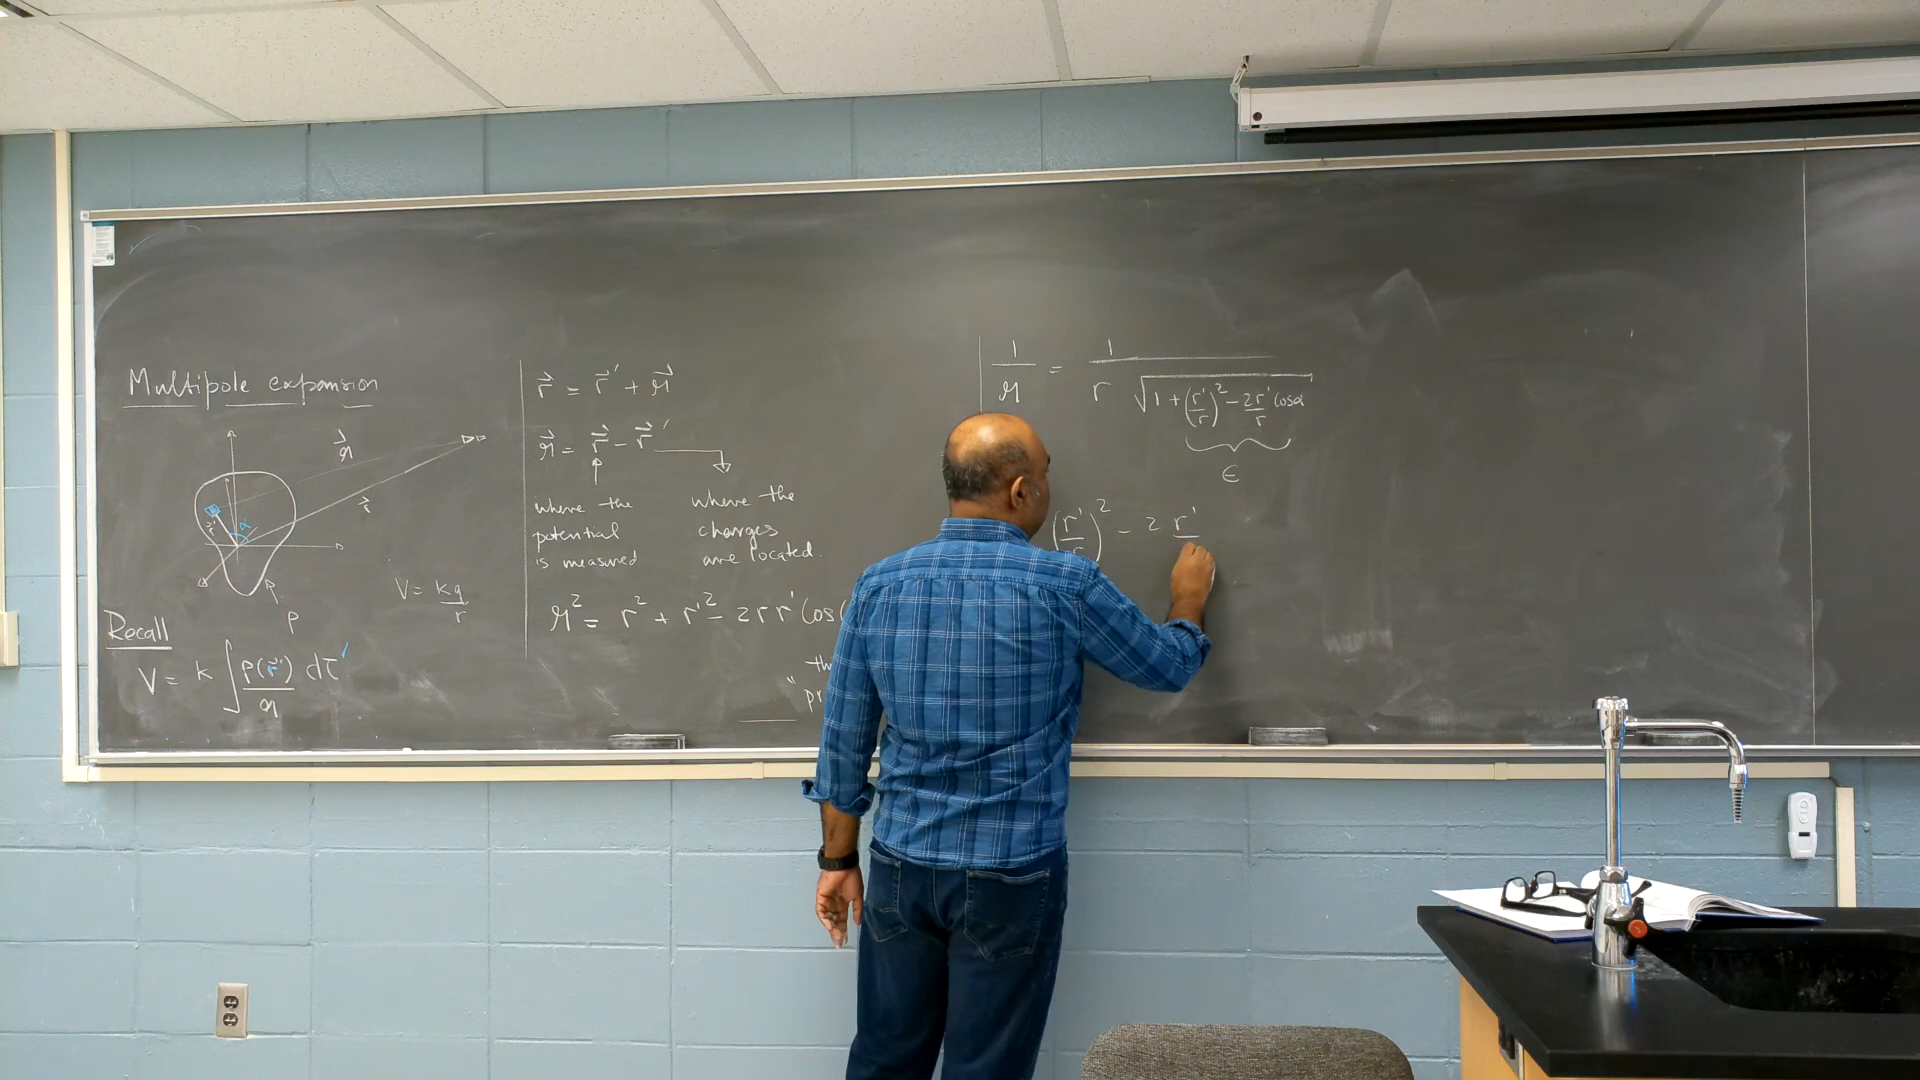 Multipole expansion
𝓇⃗
r⃗
r⃗'
α
ρ
V = kq/r
Recall
V = k ∫ ρ(r⃗')/𝓇 dτ'
r⃗ = r⃗' + 𝓇⃗
𝓇⃗ = r⃗ - r⃗'
where the
potential
is measured
where the
charges
are located.
𝓇² = r² + r'² - 2rr' cos
1/𝓇 = 1/(r √(1 + (r'/r)² - 2r'/r cosα))
ϵ
(r'/r)² - 2 r'